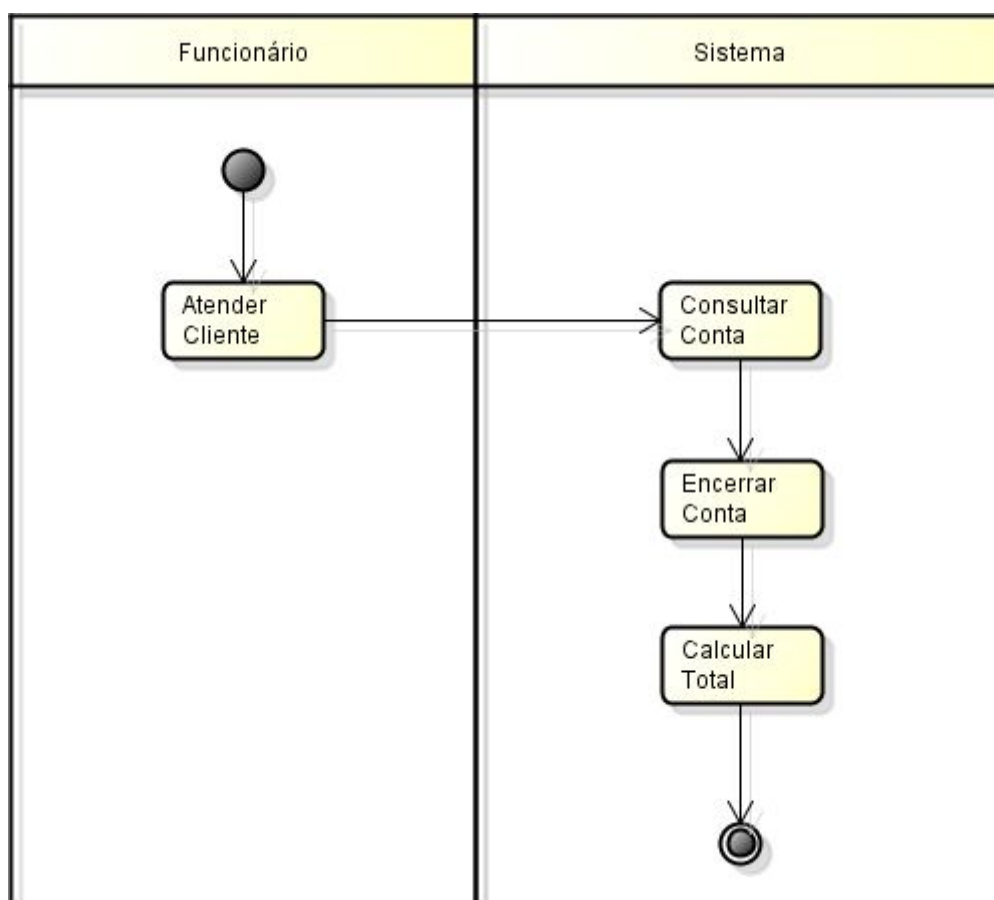 Funcionário
Sistema
Atender
Cliente
Consultar
Conta
Encerrar
Conta
Calcular
Total